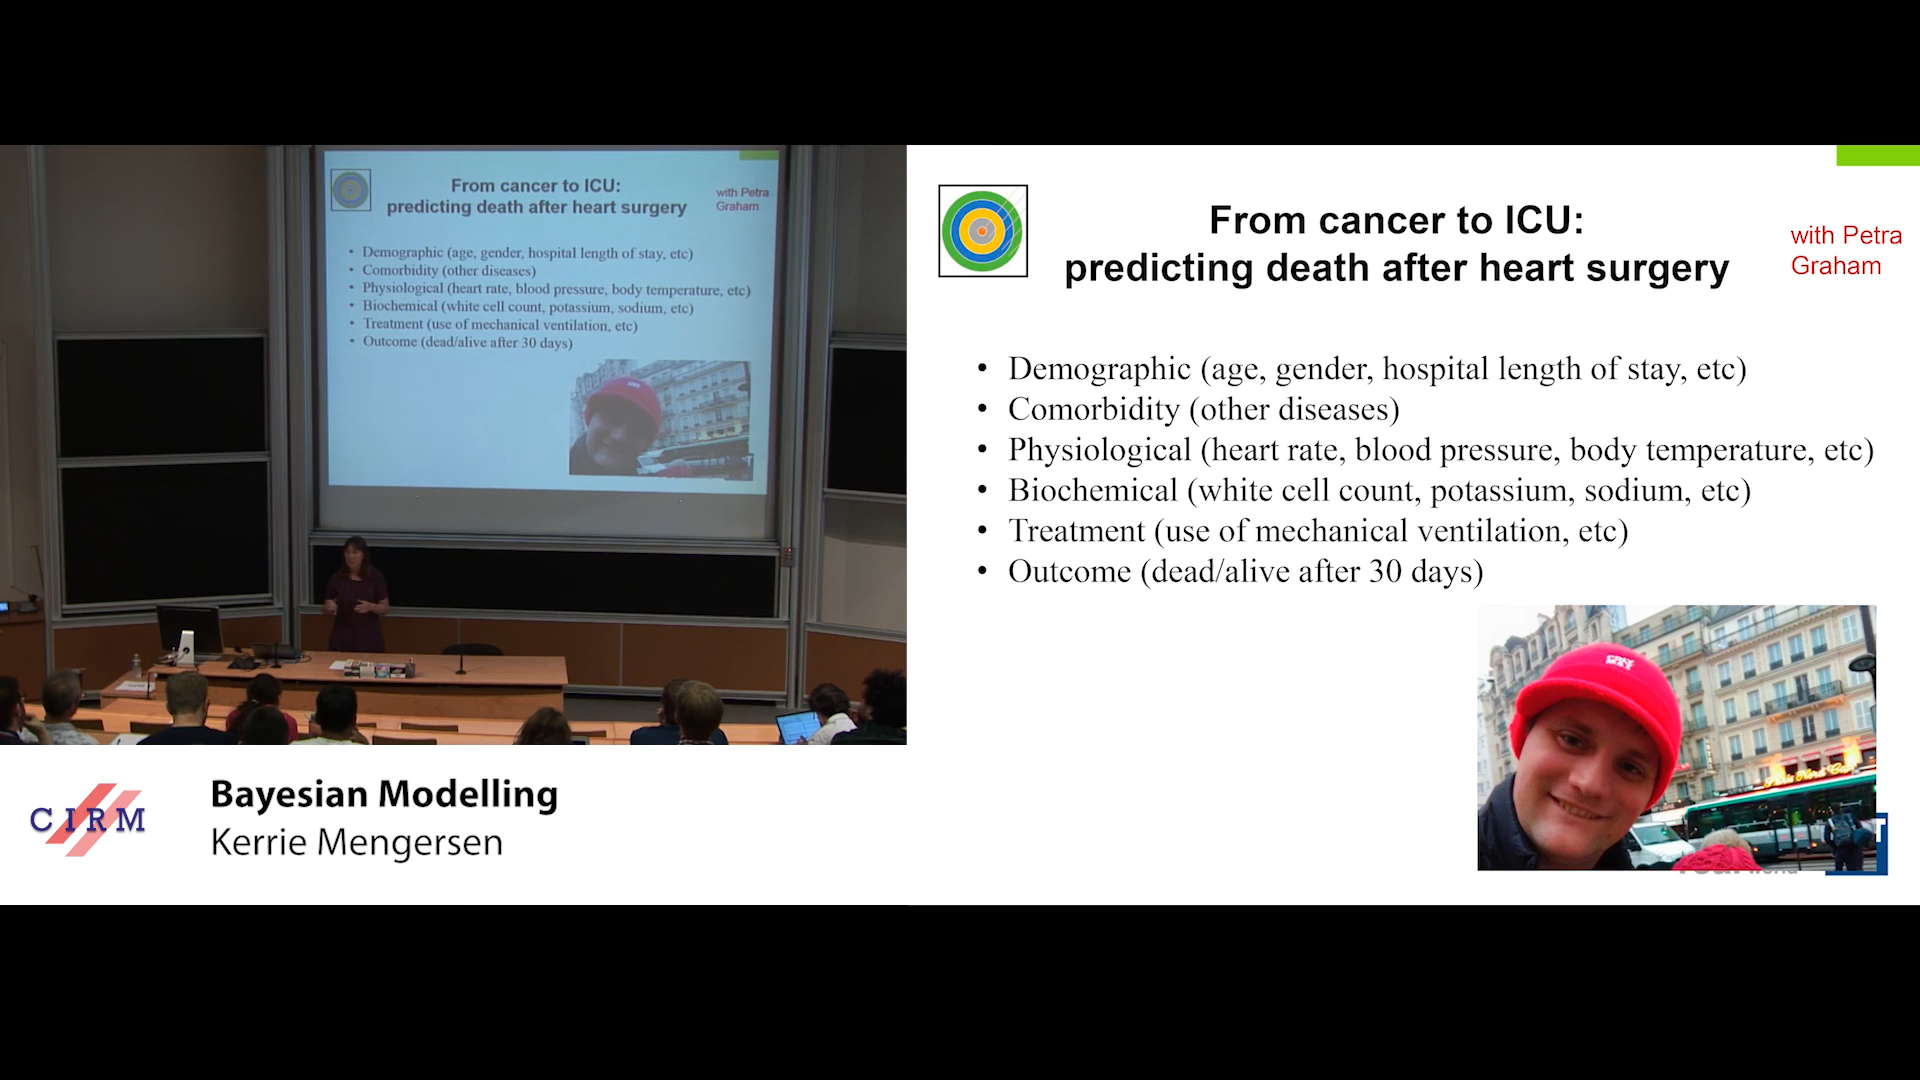 From cancer to ICU:
predicting death after heart surgery
with Petra
Graham
• Demographic (age, gender, hospital length of stay, etc)
• Comorbidity (other diseases)
• Physiological (heart rate, blood pressure, body temperature, etc)
• Biochemical (white cell count, potassium, sodium, etc)
• Treatment (use of mechanical ventilation, etc)
• Outcome (dead/alive after 30 days)
From cancer to ICU:
predicting death after heart surgery
with Petra
Graham
• Demographic (age, gender, hospital length of stay, etc)
• Comorbidity (other diseases)
• Physiological (heart rate, blood pressure, body temperature, etc)
• Biochemical (white cell count, potassium, sodium, etc)
• Treatment (use of mechanical ventilation, etc)
• Outcome (dead/alive after 30 days)
CIRM
Bayesian Modelling
Kerrie Mengersen